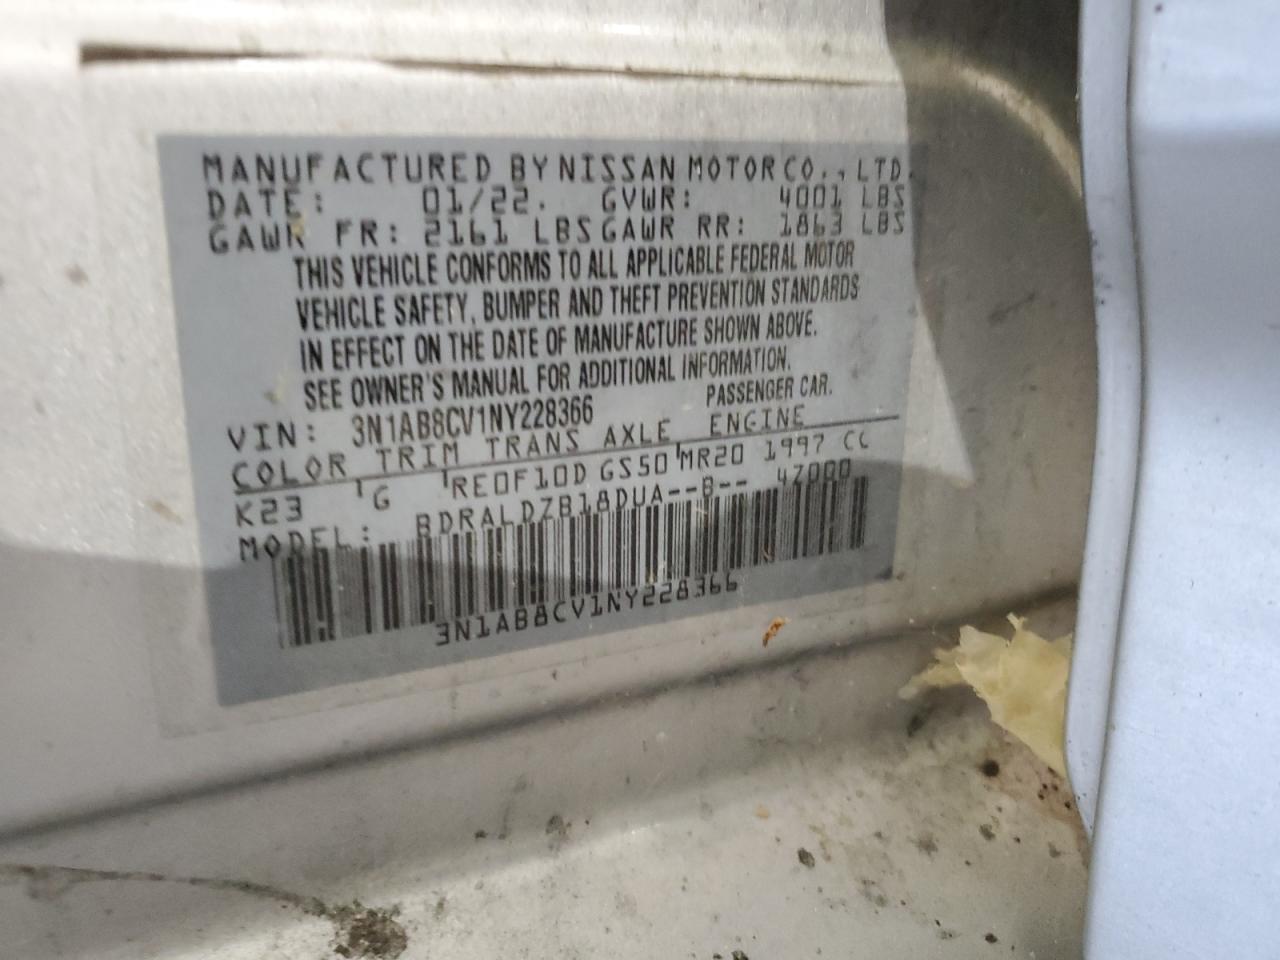 MANUFACTURED BY NISSAN MOTOR CO., LTD.
DATE: 01/22. GVWR: 4001 LBS
GAWR FR: 2161 LBS GAWR RR: 1863 LBS
THIS VEHICLE CONFORMS TO ALL APPLICABLE FEDERAL MOTOR
VEHICLE SAFETY, BUMPER AND THEFT PREVENTION STANDARDS
IN EFFECT ON THE DATE OF MANUFACTURE SHOWN ABOVE.
SEE OWNER'S MANUAL FOR ADDITIONAL INFORMATION.
VIN: 3N1AB8CV1NY228366 PASSENGER CAR.
COLOR TRIM TRANS AXLE ENGINE
K23 G RE0F10D GS50 MR20 1997 CC
MODEL: BDRALDZB18DUA--B-- 4Z000
3N1AB8CV1NY228366